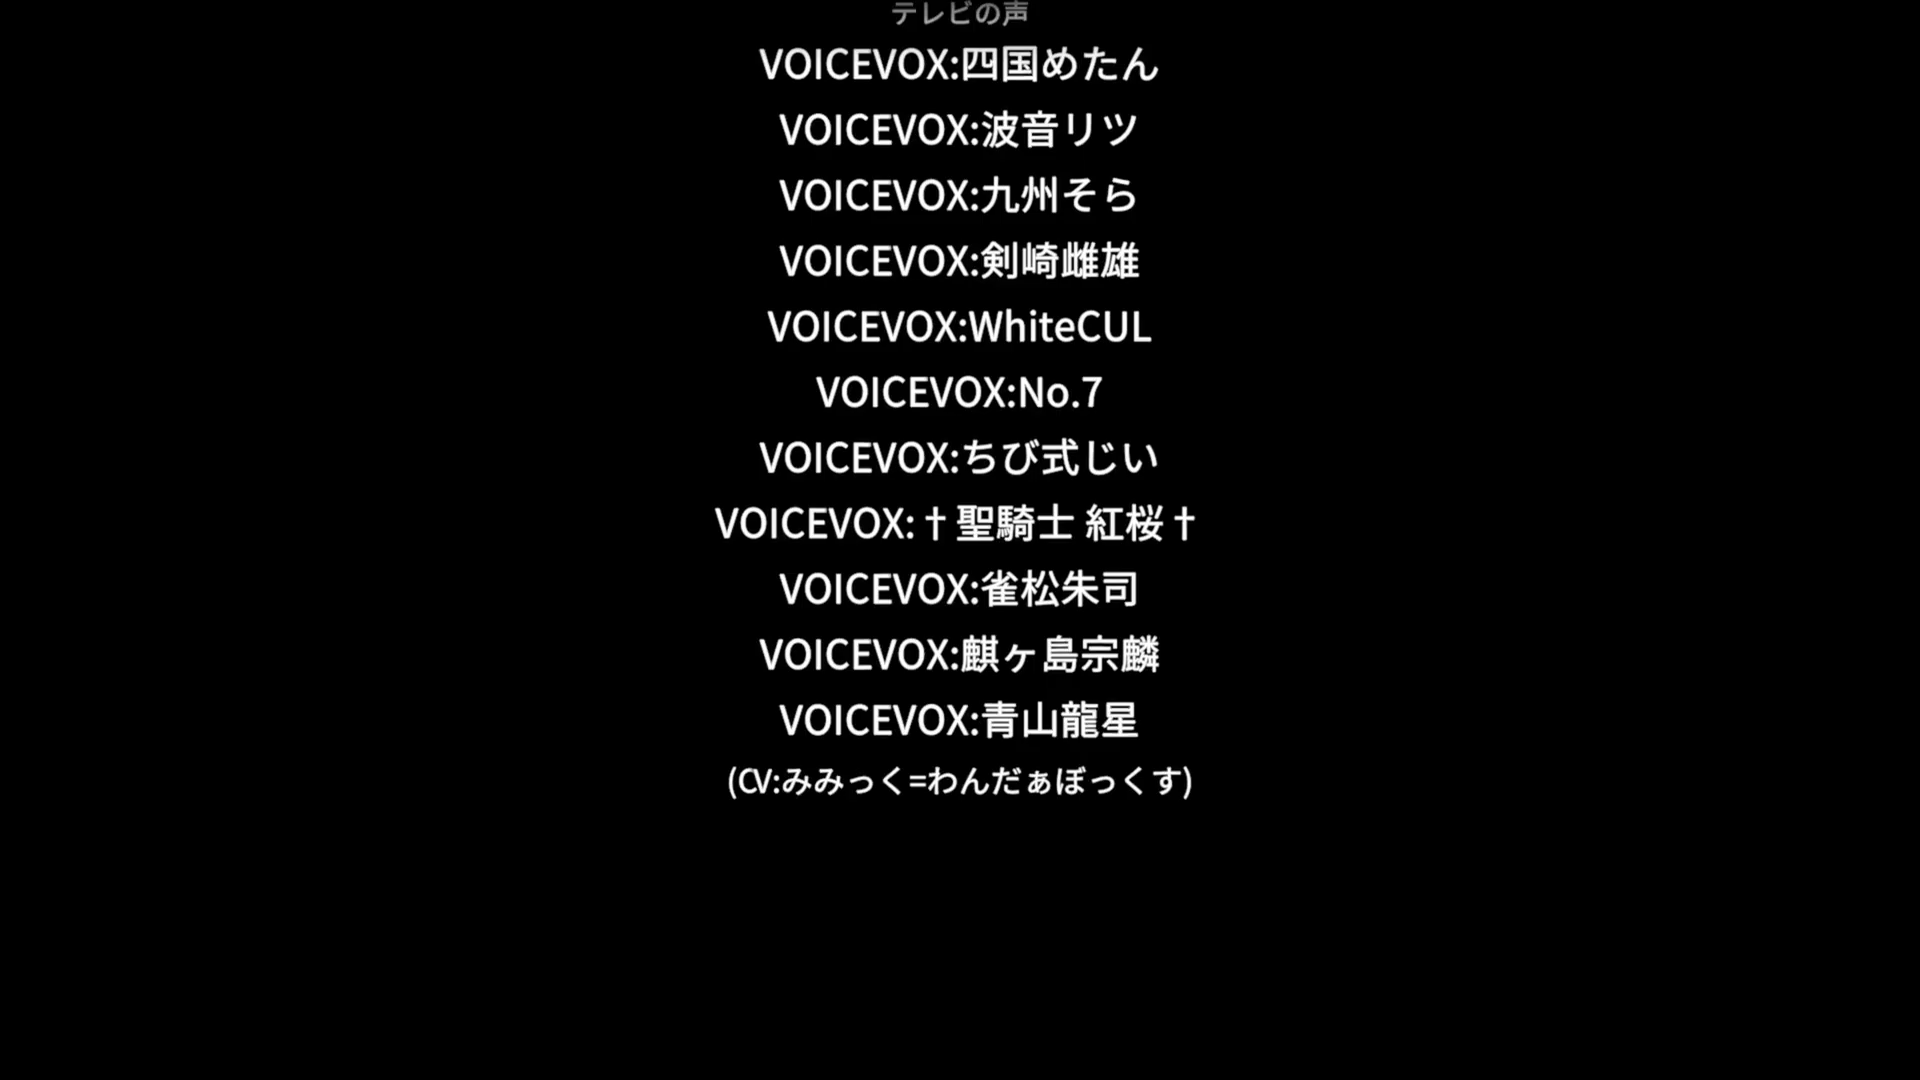 テレビの声
VOICEVOX:四国めたん
VOICEVOX:波音リツ
VOICEVOX:九州そら
VOICEVOX:剣崎雌雄
VOICEVOX:WhiteCUL
VOICEVOX:No.7
VOICEVOX:ちび式じい
VOICEVOX:†聖騎士 紅桜†
VOICEVOX:雀松朱司
VOICEVOX:麒ヶ島宗麟
VOICEVOX:青山龍星
(CV:みみっく=わんだぁぼっくす)